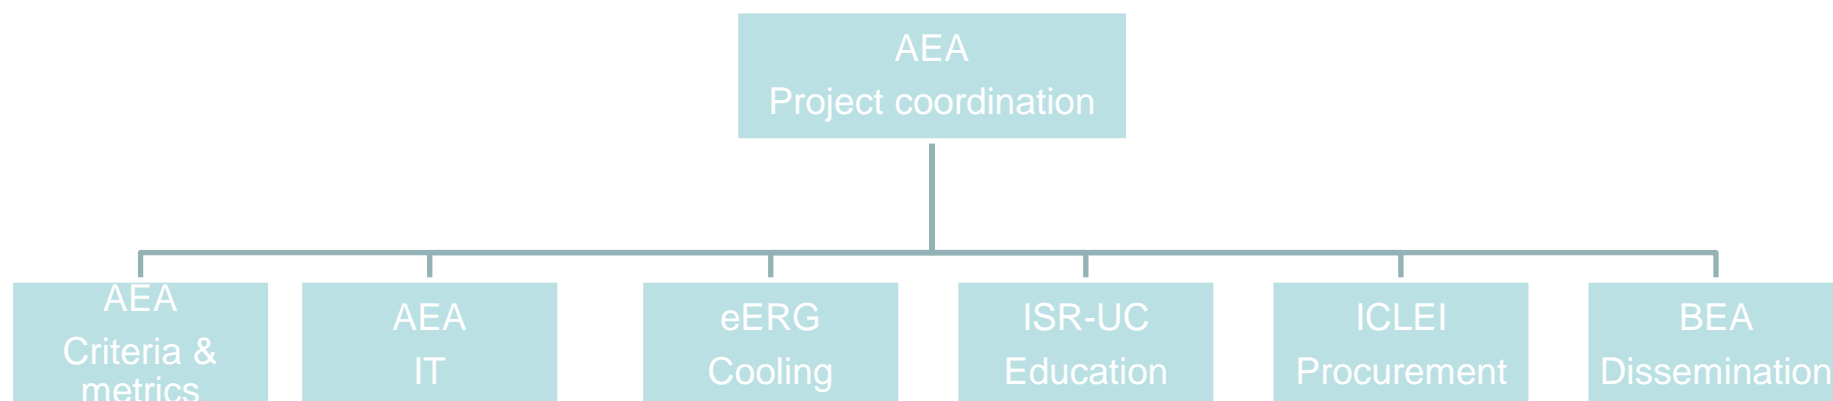 AEA
Project coordination
AEA
Criteria &
metrics
AEA
IT
eERG
Cooling
ISR-UC
Education
ICLEI
Procurement
BEA
Dissemination